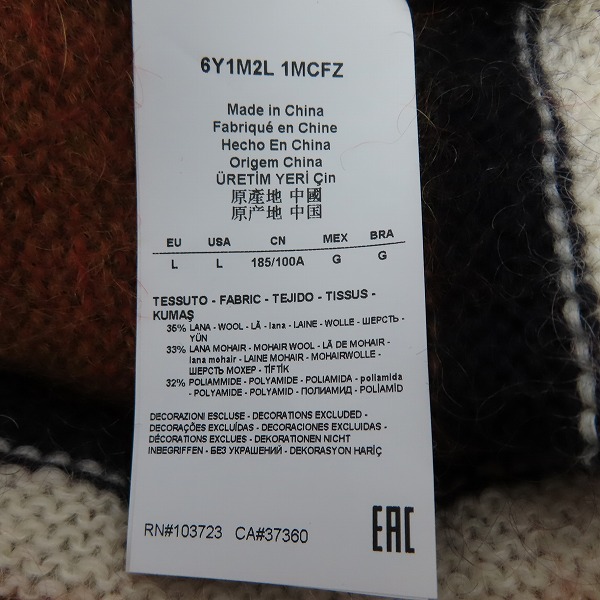 6Y1M2L 1MCFZ
Made in China
Fabriqué en Chine
Hecho En China
Origem China
ÜRETİM YERİ Çin
原產地 中國
原产地 中国
EU USA CN MEX BRA
L L 185/100A G G
TESSUTO - FABRIC - TEJIDO - TISSUS -
KUMAŞ
35% LANA - WOOL - LÃ - lana - LAINE - WOLLE - ШЕРСТЬ -
YÜN
33% LANA MOHAIR - MOHAIR WOOL - LÃ DE MOHAIR -
lana mohair - LAINE MOHAIR - MOHAIRWOLLE -
ШЕРСТЬ МОХЕР - TİFTİK
32% POLIAMMIDE - POLYAMIDE - POLIAMIDA - poliamida
- POLYAMIDE - POLYAMID - ПОЛИАМИД - POLİAMİD
DECORAZIONI ESCLUSE - DECORATIONS EXCLUDED -
DECORAÇÕES EXCLUÍDAS - DECORACIONES EXCLUIDAS -
DÉCORATIONS EXCLUES - DEKORATIONEN NICHT
INBEGRIFFEN - БЕЗ УКРАШЕНИЙ - DEKORASYON HARİÇ
RN#103723 CA#37360
EAC